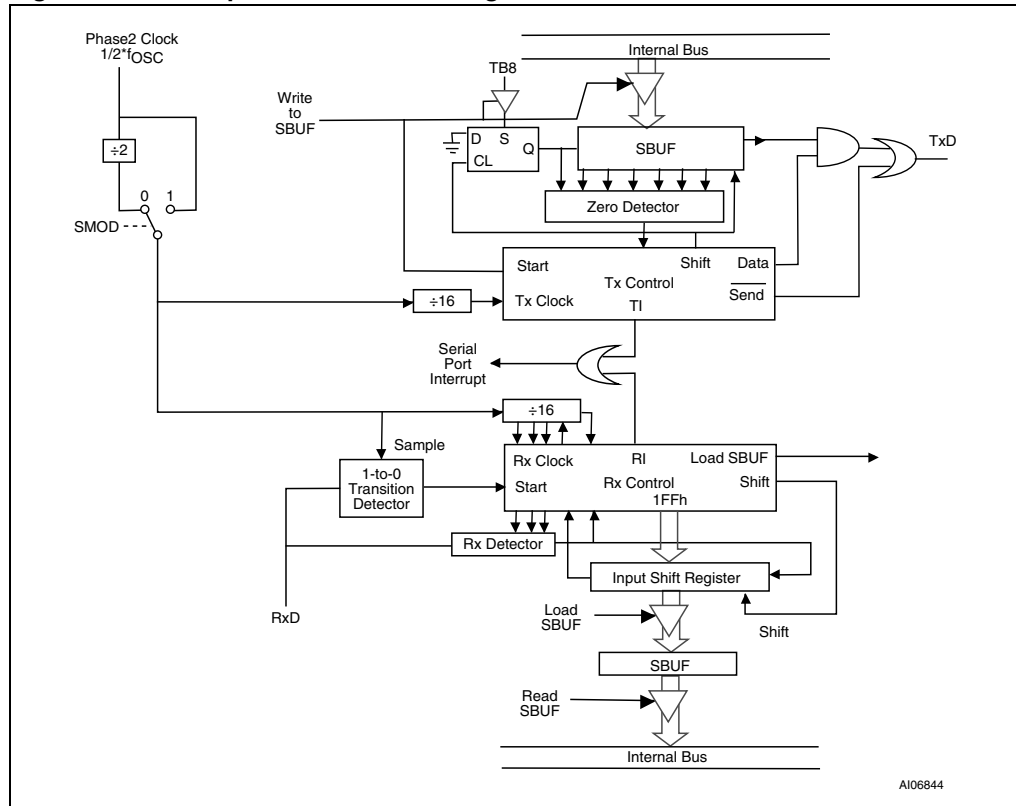 Phase2 Clock
1/2*fOSC
÷2
0 1
SMOD
Write
to
SBUF
TB8
Internal Bus
D S
CL
Q
SBUF
TxD
Zero Detector
Start
Shift
Data
Tx Control
Send
Tx Clock
TI
÷16
Serial
Port
Interrupt
÷16
Sample
1-to-0
Transition
Detector
Rx Clock
RI
Load SBUF
Start
Rx Control
Shift
1FFh
Rx Detector
Input Shift Register
RxD
Load
SBUF
Shift
SBUF
Read
SBUF
Internal Bus
AI06844